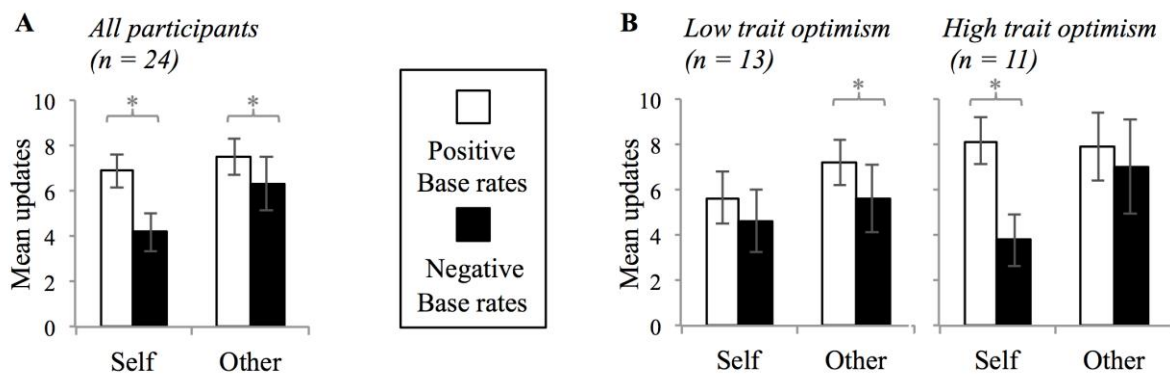 A
All participants
(n = 24)
*
*
10
8
6
4
2
0
Mean updates
Self
Other
Positive
Base rates
Negative
Base rates
B
Low trait optimism
(n = 13)
*
10
8
6
4
2
0
Mean updates
Self
Other
High trait optimism
(n = 11)
*
Self
Other